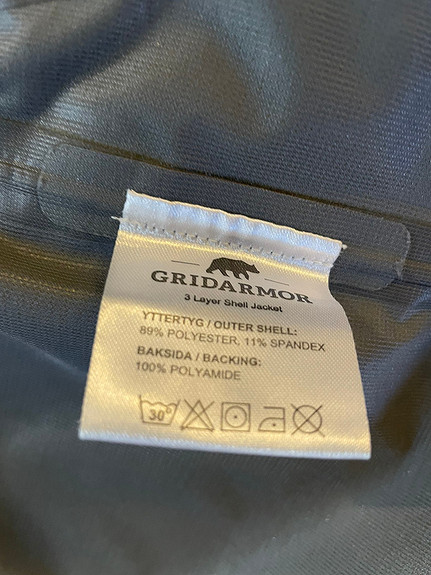 GRIDARMOR
3 Layer Shell Jacket
YTTERTYG / OUTER SHELL:
89% POLYESTER, 11% SPANDEX
BAKSIDA / BACKING:
100% POLYAMIDE
30°